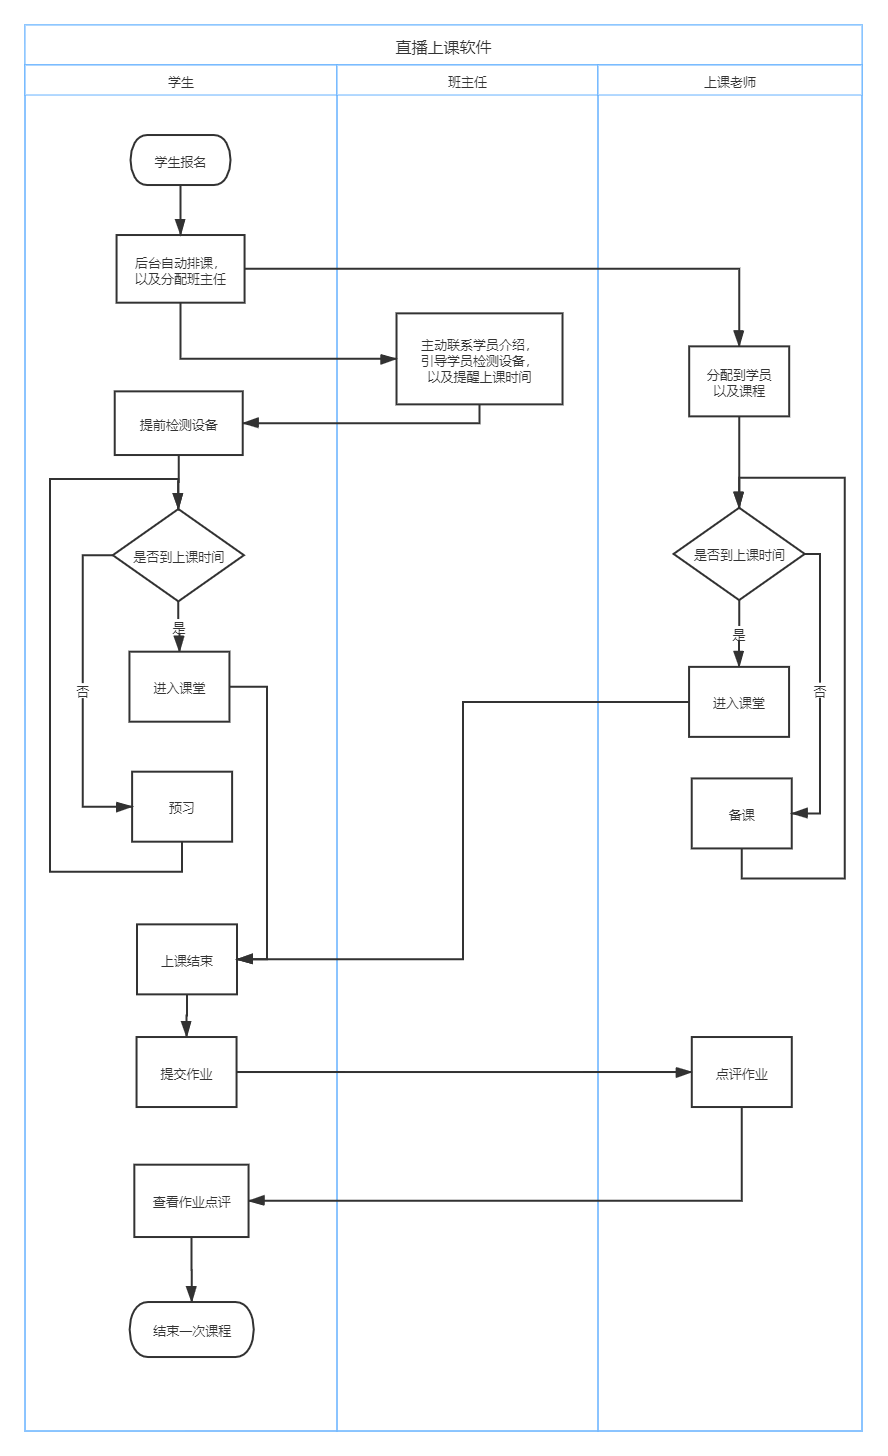 直播上课软件
学生
班主任
上课老师
学生报名
后台自动排课，
以及分配班主任
主动联系学员介绍，
引导学员检测设备，
以及提醒上课时间
分配到学员
以及课程
提前检测设备
是否到上课时间
是否到上课时间
是
是
进入课堂
否
否
进入课堂
预习
备课
上课结束
提交作业
点评作业
查看作业点评
结束一次课程